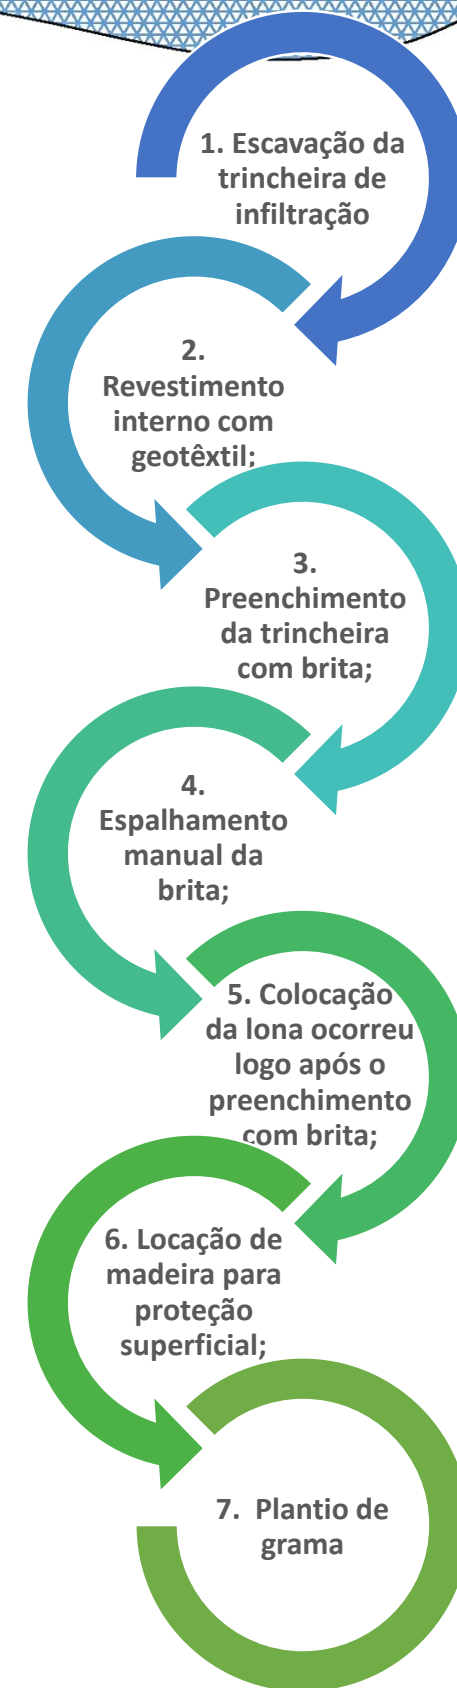 1. Escavação da
trincheira de
infiltração
2.
Revestimento
interno com
geotêxtil;
3.
Preenchimento
da trincheira
com brita;
4.
Espalhamento
manual da
brita;
5. Colocação
da lona ocorreu
logo após o
preenchimento
com brita;
6. Locação de
madeira para
proteção
superficial;
7. Plantio de
grama